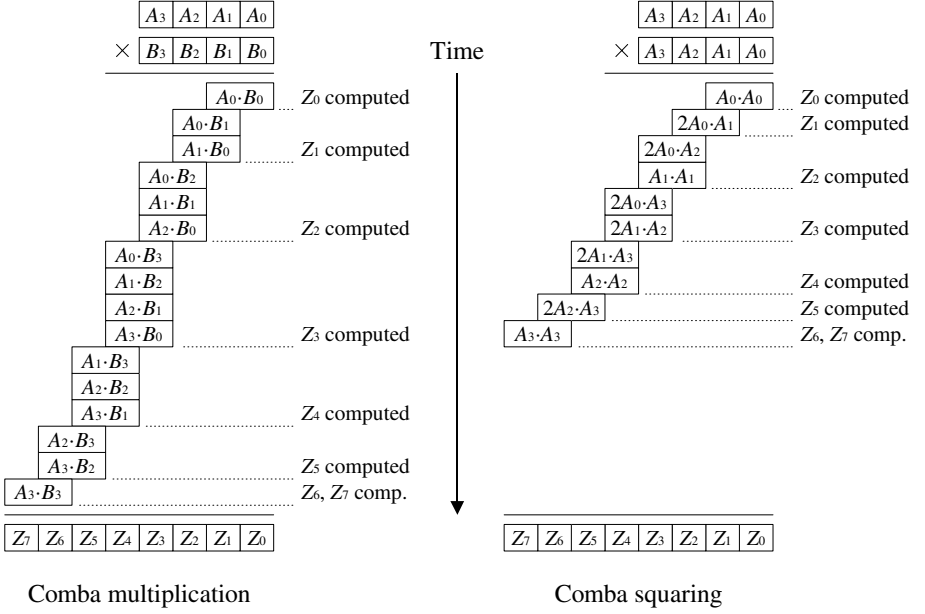 A3 A2 A1 A0
× B3 B2 B1 B0
A0·B0 Z0 computed
A0·B1
A1·B0 Z1 computed
A0·B2
A1·B1
A2·B0 Z2 computed
A0·B3
A1·B2
A2·B1
A3·B0 Z3 computed
A1·B3
A2·B2
A3·B1 Z4 computed
A2·B3
A3·B2 Z5 computed
A3·B3 Z6, Z7 comp.
Z7 Z6 Z5 Z4 Z3 Z2 Z1 Z0
Comba multiplication
Time
A3 A2 A1 A0
× A3 A2 A1 A0
A0·A0 Z0 computed
2A0·A1 Z1 computed
2A0·A2
A1·A1 Z2 computed
2A0·A3
2A1·A2 Z3 computed
2A1·A3
A2·A2 Z4 computed
2A2·A3 Z5 computed
A3·A3 Z6, Z7 comp.
Z7 Z6 Z5 Z4 Z3 Z2 Z1 Z0
Comba squaring